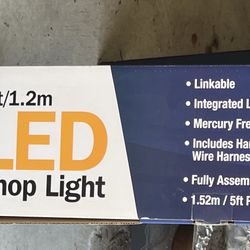 t/1.2m
LED
hop Light
• Linkable
• Integrated L
• Mercury Fre
• Includes Ha
Wire Harnes
• Fully Assem
• 1.52m / 5ft P